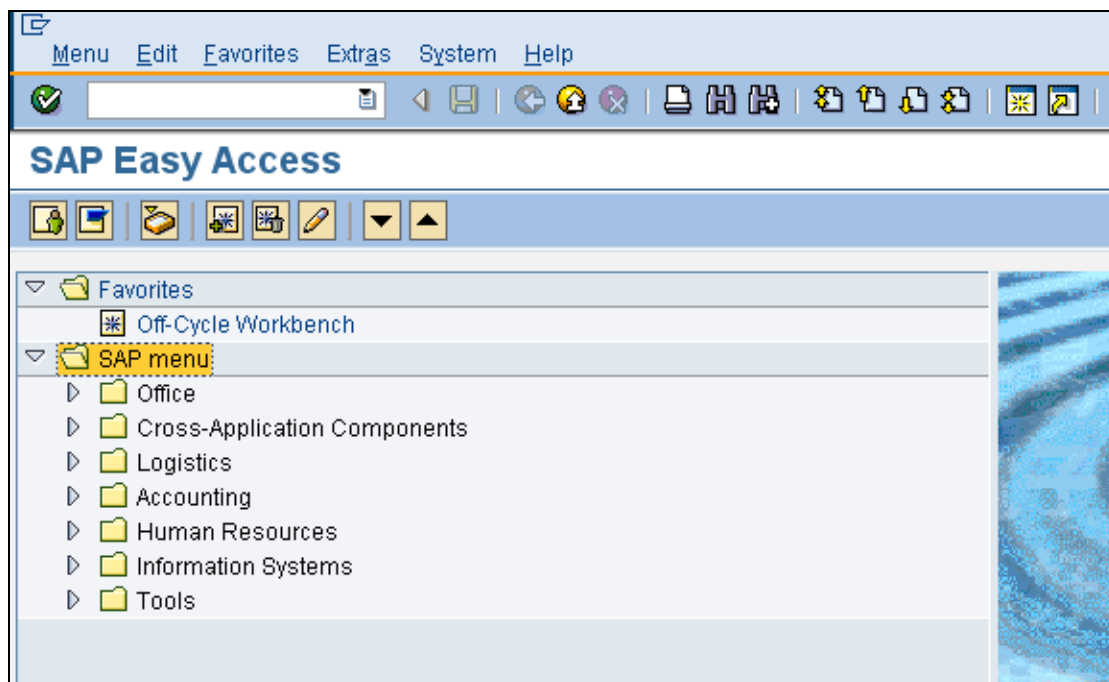 Menu Edit Favorites Extras System Help
SAP Easy Access
Favorites
Off-Cycle Workbench
SAP menu
Office
Cross-Application Components
Logistics
Accounting
Human Resources
Information Systems
Tools